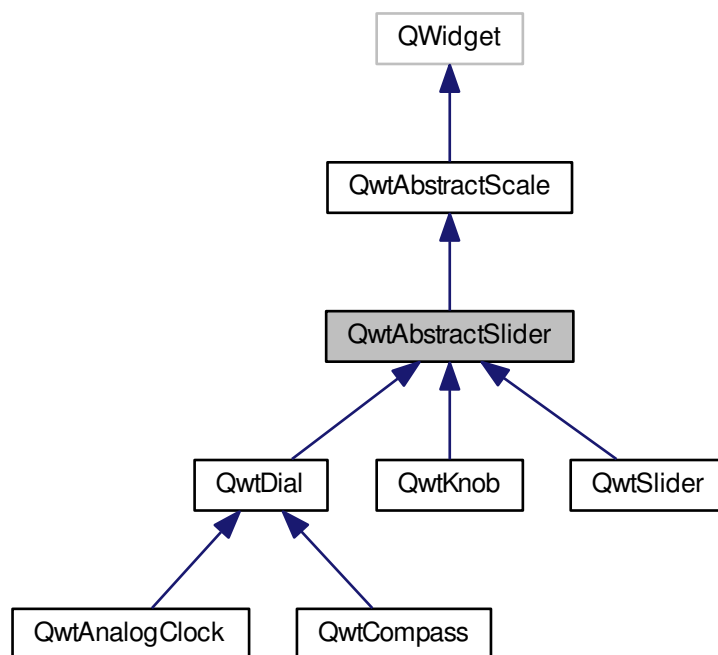 QWidget
QwtAbstractScale
QwtAbstractSlider
QwtDial
QwtKnob
QwtSlider
QwtAnalogClock
QwtCompass